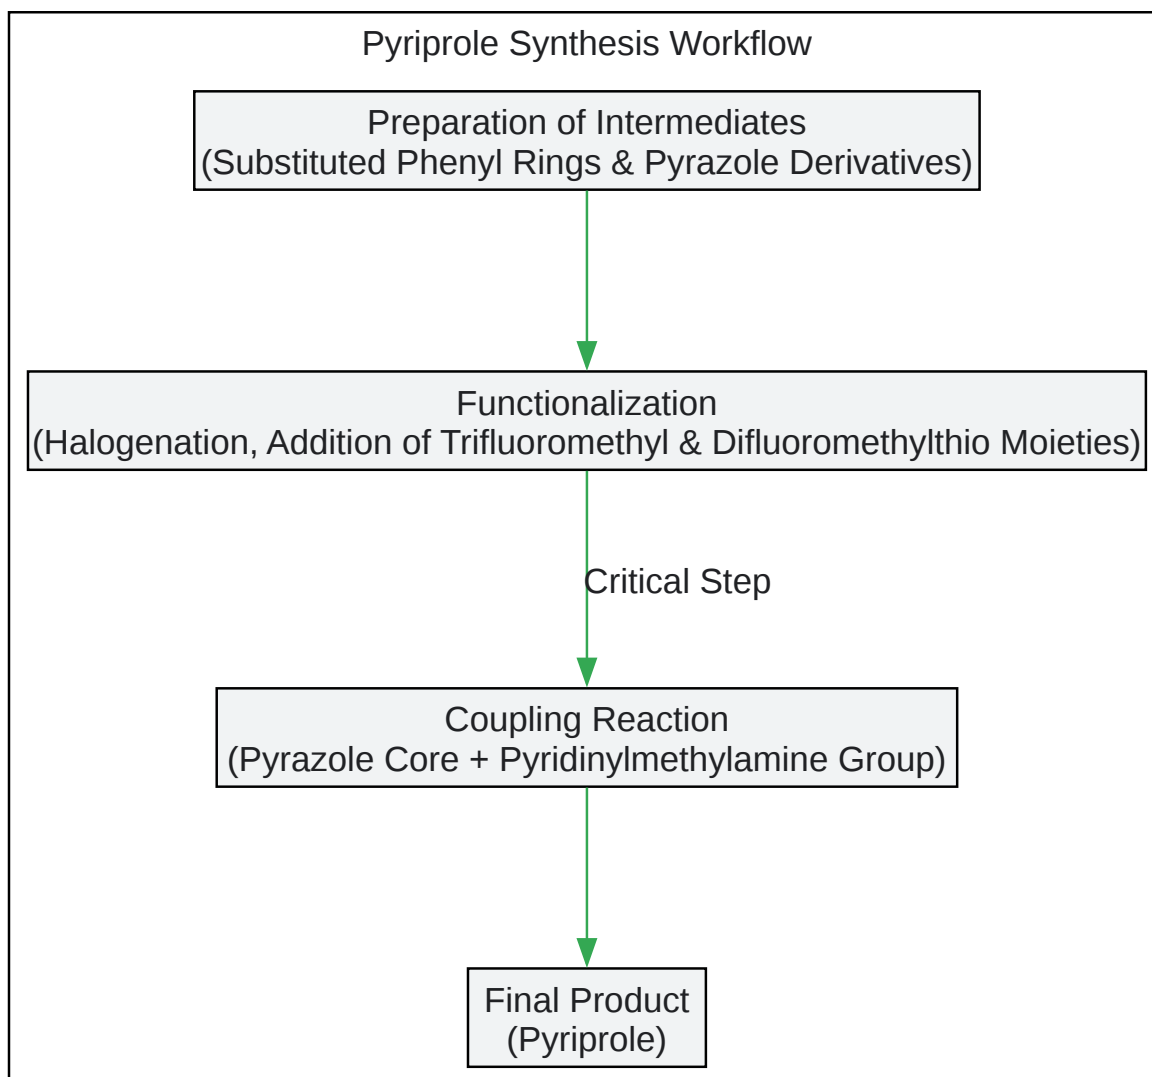 Pyriprole Synthesis Workflow
Preparation of Intermediates
(Substituted Phenyl Rings & Pyrazole Derivatives)
Functionalization
(Halogenation, Addition of Trifluoromethyl & Difluoromethylthio Moieties)
Critical Step
Coupling Reaction
(Pyrazole Core + Pyridinylmethylamine Group)
Final Product
(Pyriprole)